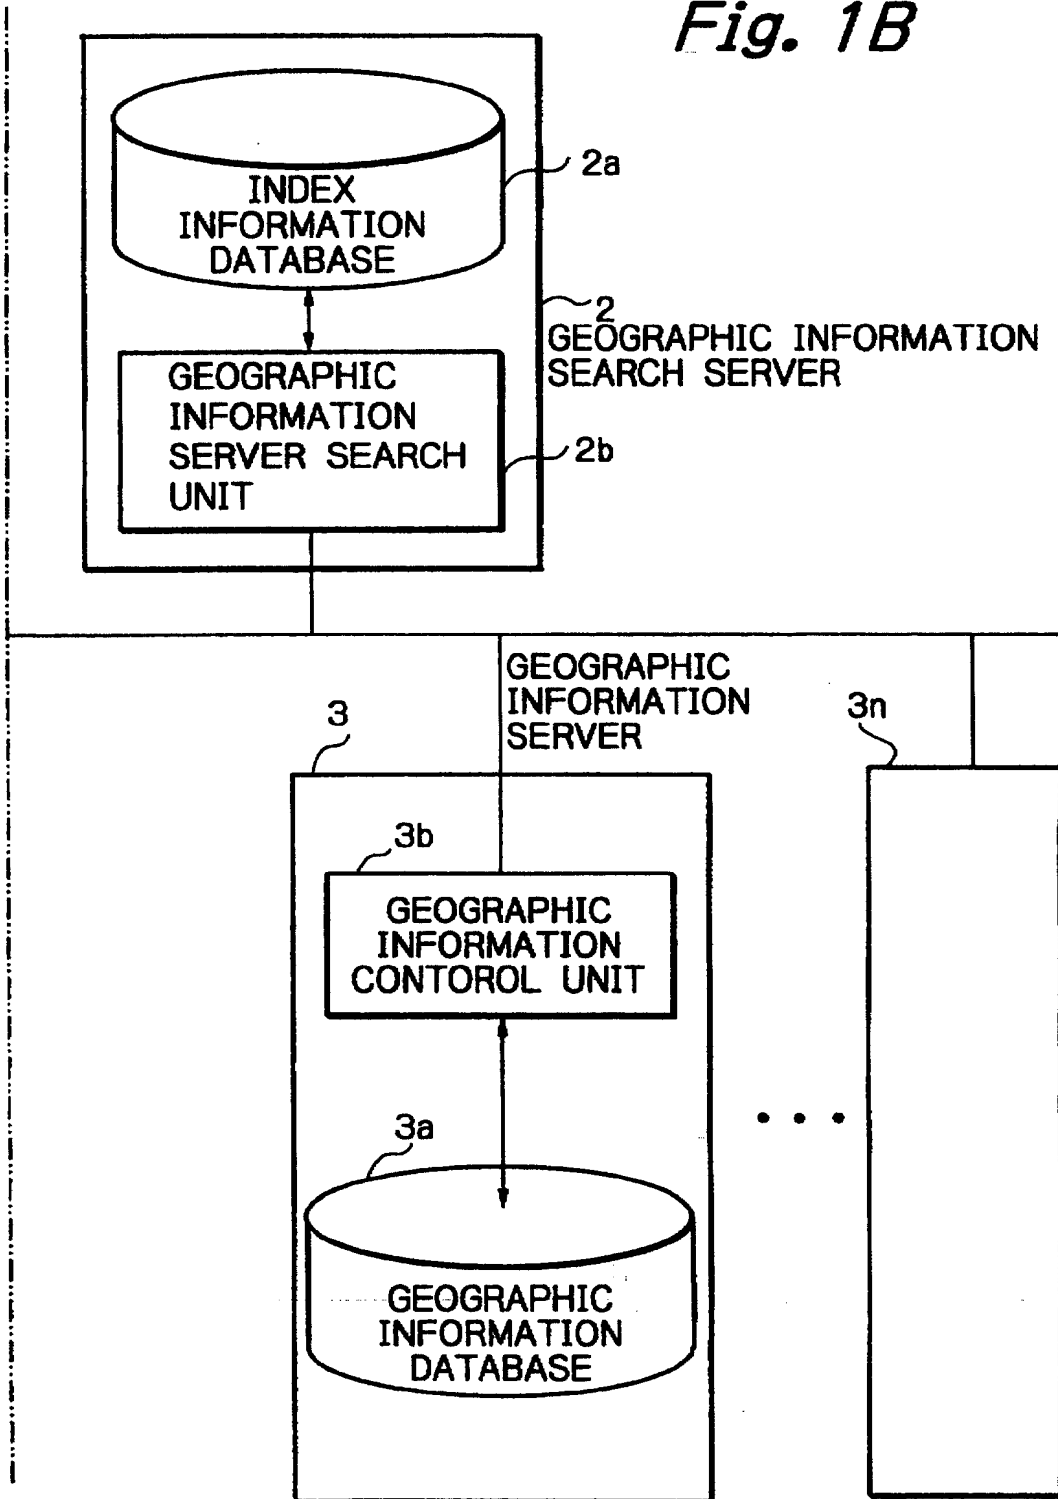 Fig. 1B
INDEX
INFORMATION
DATABASE
2a
2
GEOGRAPHIC INFORMATION
SEARCH SERVER
GEOGRAPHIC
INFORMATION
SERVER SEARCH
UNIT
2b
GEOGRAPHIC
INFORMATION
SERVER
3
3n
3b
GEOGRAPHIC
INFORMATION
CONTOROL UNIT
3a
GEOGRAPHIC
INFORMATION
DATABASE